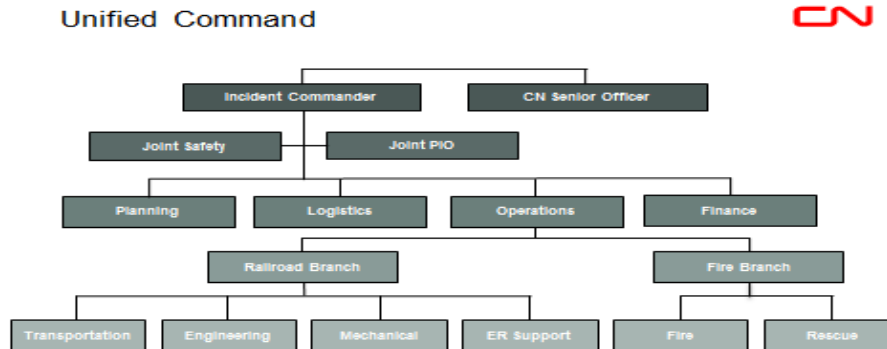 Unified Command
CN
Incident Commander
CN Senior Officer
Joint Safety
Joint PIO
Planning
Logistics
Operations
Finance
Railroad Branch
Fire Branch
Transportation
Engineering
Mechanical
ER Support
Fire
Rescue